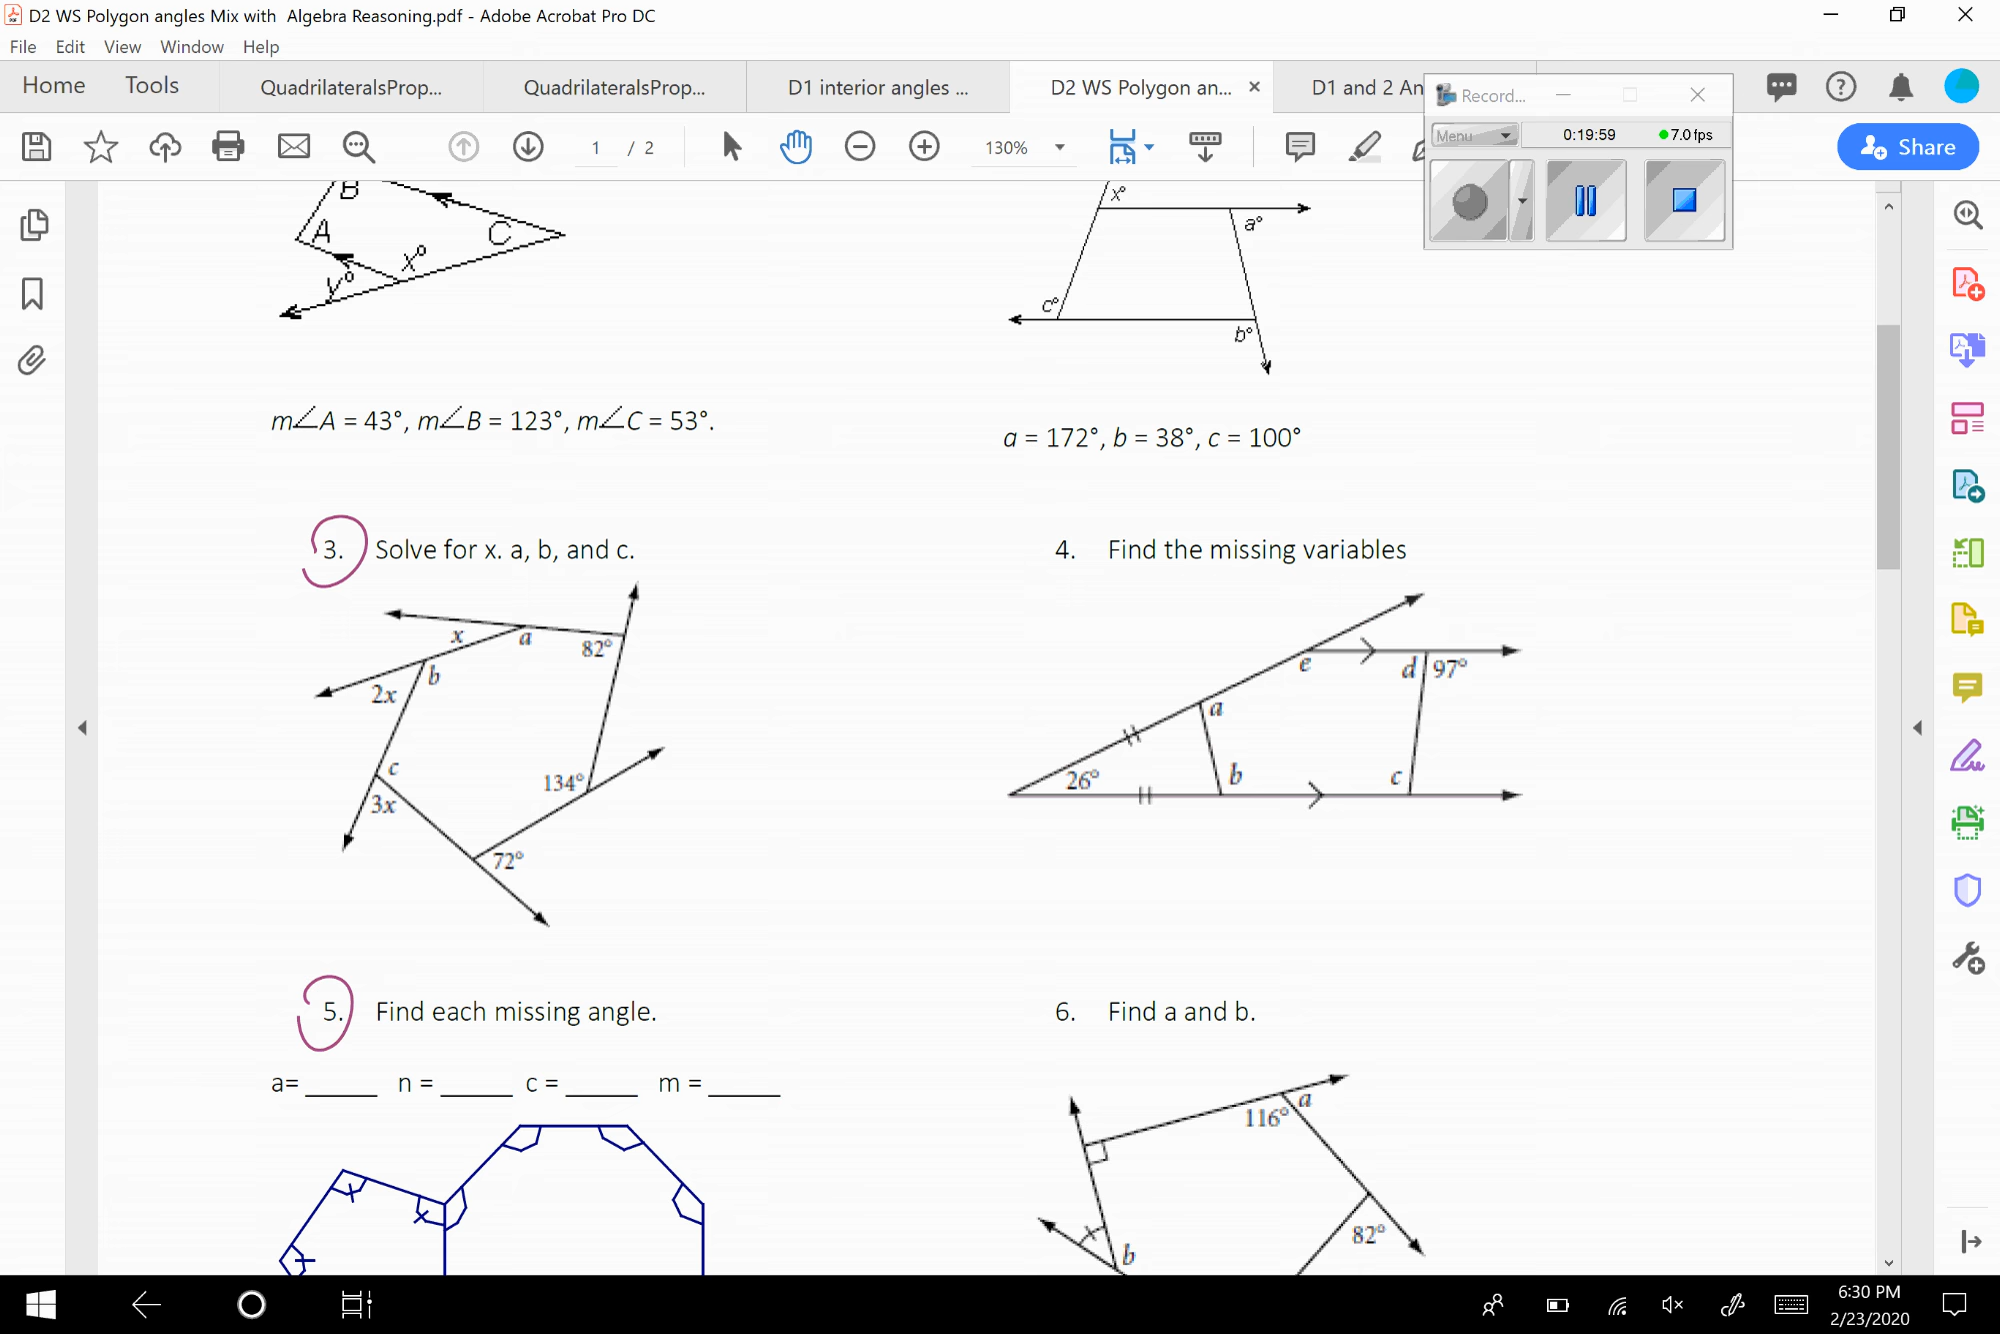 D2 WS Polygon angles Mix with  Algebra Reasoning.pdf - Adobe Acrobat Pro DC
File Edit View Window Help
Home Tools QuadrilateralsProp... QuadrilateralsProp... D1 interior angles ... D2 WS Polygon an... × D1 and 2 An
Record...
Menu 0:19:59 7.0 fps
1 / 2 130% Share
B
A C
x°
y°
x°
a°
c°
b°
m∠A = 43°, m∠B = 123°, m∠C = 53°.
a = 172°, b = 38°, c = 100°
3. Solve for x. a, b, and c.
x a 82°
b
2x
c 134°
3x
72°
4. Find the missing variables
e d 97°
a
26° b c
5. Find each missing angle.
a= ______ n = ______ c = ______ m = ______
6. Find a and b.
116° a
82°
b
6:30 PM
2/23/2020